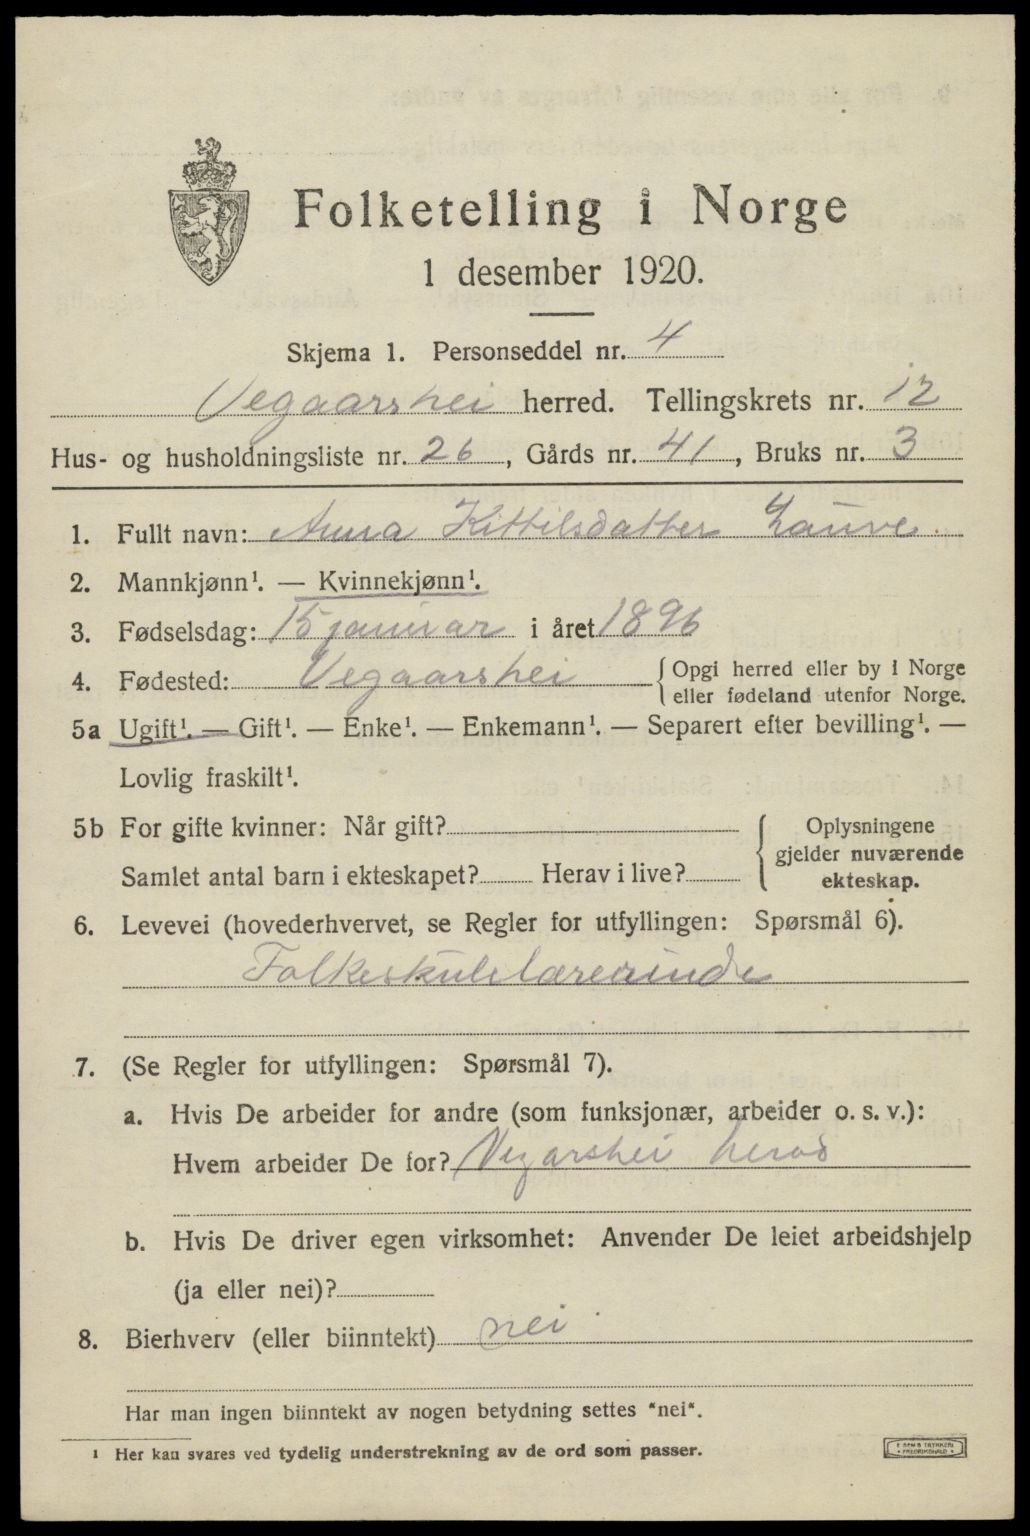 Folketelling i Norge
1 desember 1920.
Skjema 1. Personseddel nr. 4
Vegaarshei herred. Tellingskrets nr. 12
Hus- og husholdningsliste nr. 26, Gårds nr. 41, Bruks nr. 3
1. Fullt navn: Anna Kittilsdatter Lauve
2. Mannkjønn¹. — Kvinnekjønn¹.
3. Fødselsdag: 15 januar i året 1896
4. Fødested: Vegaarshei { Opgi herred eller by i Norge
eller fødeland utenfor Norge.
5a Ugift¹. — Gift¹. — Enke¹. — Enkemann¹. — Separert efter bevilling¹. —
Lovlig fraskilt¹.
5b For gifte kvinner: Når gift?
Samlet antal barn i ekteskapet? Herav i live?
{ Oplysningene
gjelder nuværende
ekteskap.
6. Levevei (hovederhvervet, se Regler for utfyllingen: Spørsmål 6).
Folkeskulelærerinde
7. (Se Regler for utfyllingen: Spørsmål 7).
a. Hvis De arbeider for andre (som funksjonær, arbeider o. s. v.):
Hvem arbeider De for? Vegarshei herad
b. Hvis De driver egen virksomhet: Anvender De leiet arbeidshjelp
(ja eller nei)?
8. Bierhverv (eller biinntekt) nei
Har man ingen biinntekt av nogen betydning settes "nei".
¹ Her kan svares ved tydelig understrekning av de ord som passer.